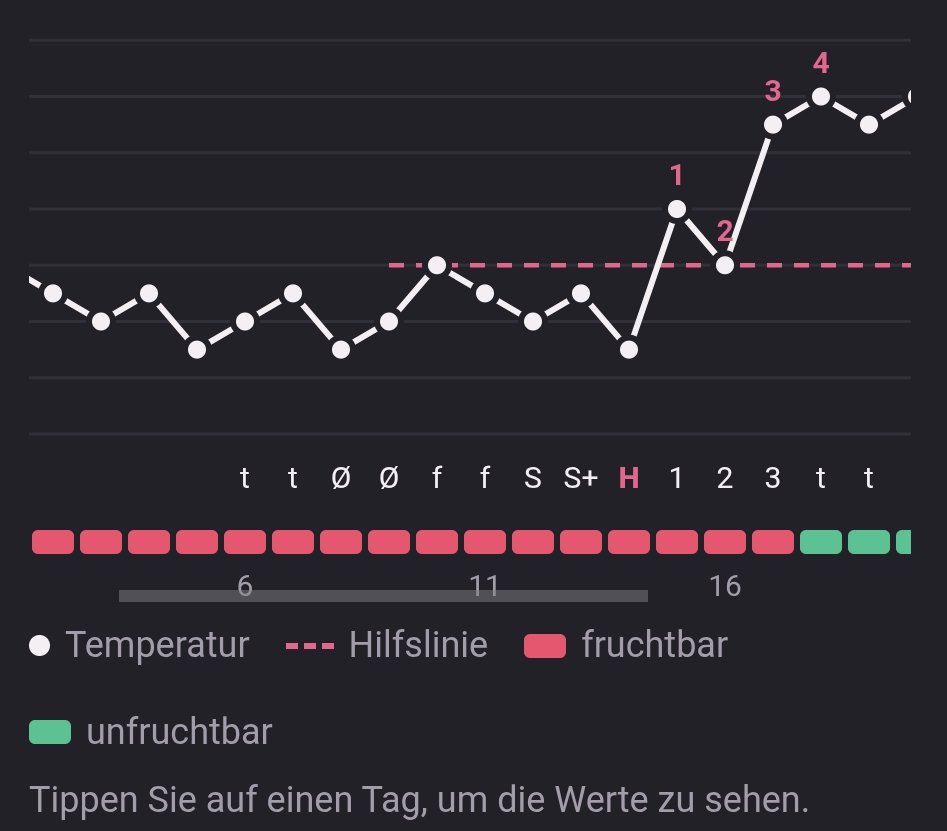 4
3
1
2
t t Ø Ø f f S S+ H 1 2 3 t t
6 11 16
Temperatur Hilfslinie fruchtbar
unfruchtbar
Tippen Sie auf einen Tag, um die Werte zu sehen.